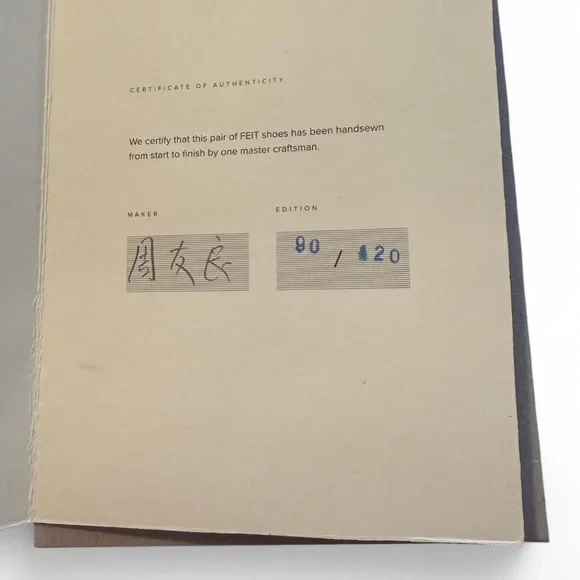 CERTIFICATE OF AUTHENTICITY
We certify that this pair of FEIT shoes has been handsewn
from start to finish by one master craftsman.
MAKER
EDITION
周友良
90 / 120